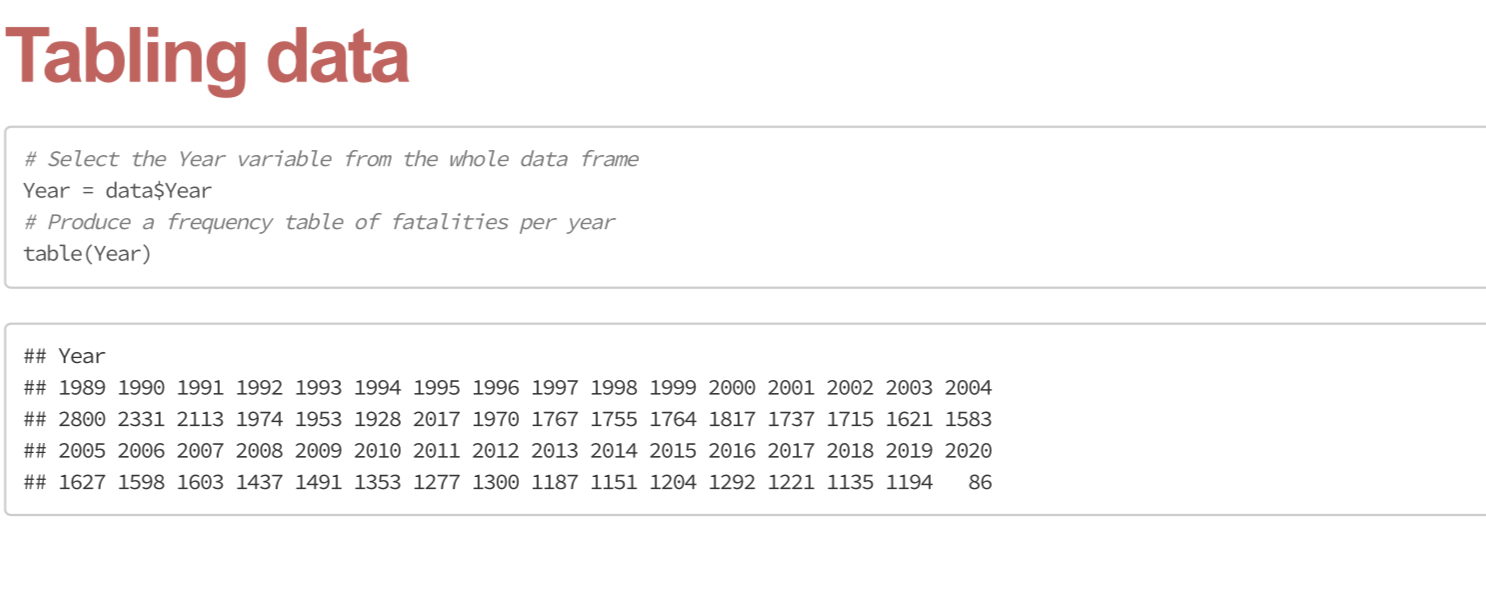 Tabling data
# Select the Year variable from the whole data frame
Year = data$Year
# Produce a frequency table of fatalities per year
table(Year)
## Year
## 1989 1990 1991 1992 1993 1994 1995 1996 1997 1998 1999 2000 2001 2002 2003 2004
## 2800 2331 2113 1974 1953 1928 2017 1970 1767 1755 1764 1817 1737 1715 1621 1583
## 2005 2006 2007 2008 2009 2010 2011 2012 2013 2014 2015 2016 2017 2018 2019 2020
## 1627 1598 1603 1437 1491 1353 1277 1300 1187 1151 1204 1292 1221 1135 1194   86